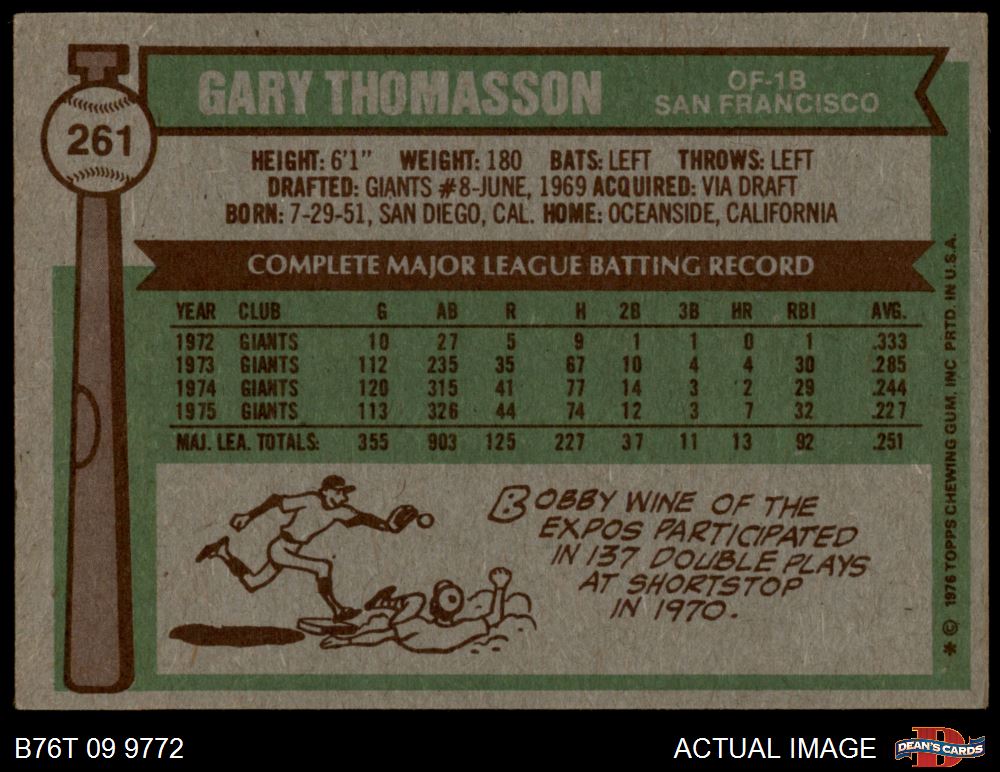 261
GARY THOMASSON
OF-1B
SAN FRANCISCO
HEIGHT: 6'1" WEIGHT: 180 BATS: LEFT THROWS: LEFT
DRAFTED: GIANTS #8-JUNE, 1969 ACQUIRED: VIA DRAFT
BORN: 7-29-51, SAN DIEGO, CAL. HOME: OCEANSIDE, CALIFORNIA
COMPLETE MAJOR LEAGUE BATTING RECORD
YEAR CLUB G AB R H 2B 3B HR RBI AVG.
1972 GIANTS 10 27 5 9 1 1 0 1 .333
1973 GIANTS 112 235 35 67 10 4 4 30 .285
1974 GIANTS 120 315 41 77 14 3 2 29 .244
1975 GIANTS 113 326 44 74 12 3 7 32 .227
MAJ. LEA. TOTALS: 355 903 125 227 37 11 13 92 .251
BOBBY WINE OF THE
EXPOS PARTICIPATED
IN 137 DOUBLE PLAYS
AT SHORTSTOP
IN 1970.
* © 1976 TOPPS CHEWING GUM, INC PRTD. IN U.S.A.
B76T 09 9772
ACTUAL IMAGE
D
DEAN'S CARDS